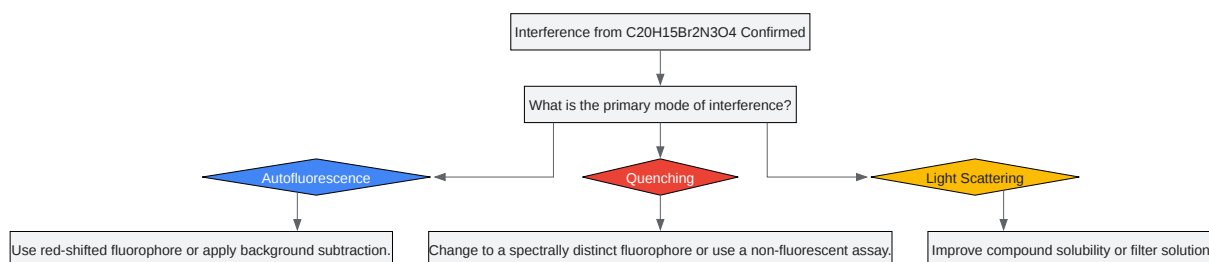 Interference from C20H15Br2N3O4 Confirmed
What is the primary mode of interference?
Autofluorescence
Quenching
Light Scattering
Use red-shifted fluorophore or apply background subtraction.
Change to a spectrally distinct fluorophore or use a non-fluorescent assay.
Improve compound solubility or filter solution